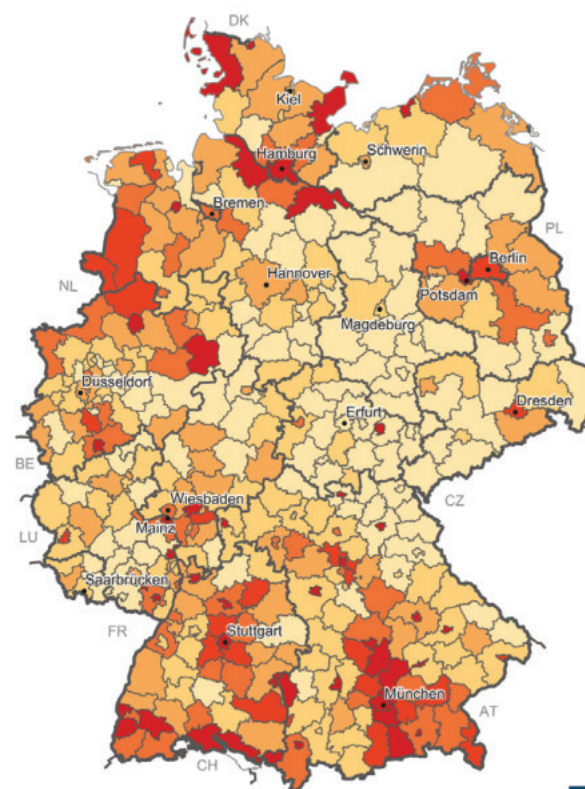 DK
Kiel
Hamburg
Schwerin
Bremen
PL
Berlin
NL
Hannover
Potsdam
Magdeburg
Düsseldorf
Dresden
Erfurt
BE
Wiesbaden
CZ
Mainz
LU
Saarbrücken
FR
Stuttgart
München
AT
CH